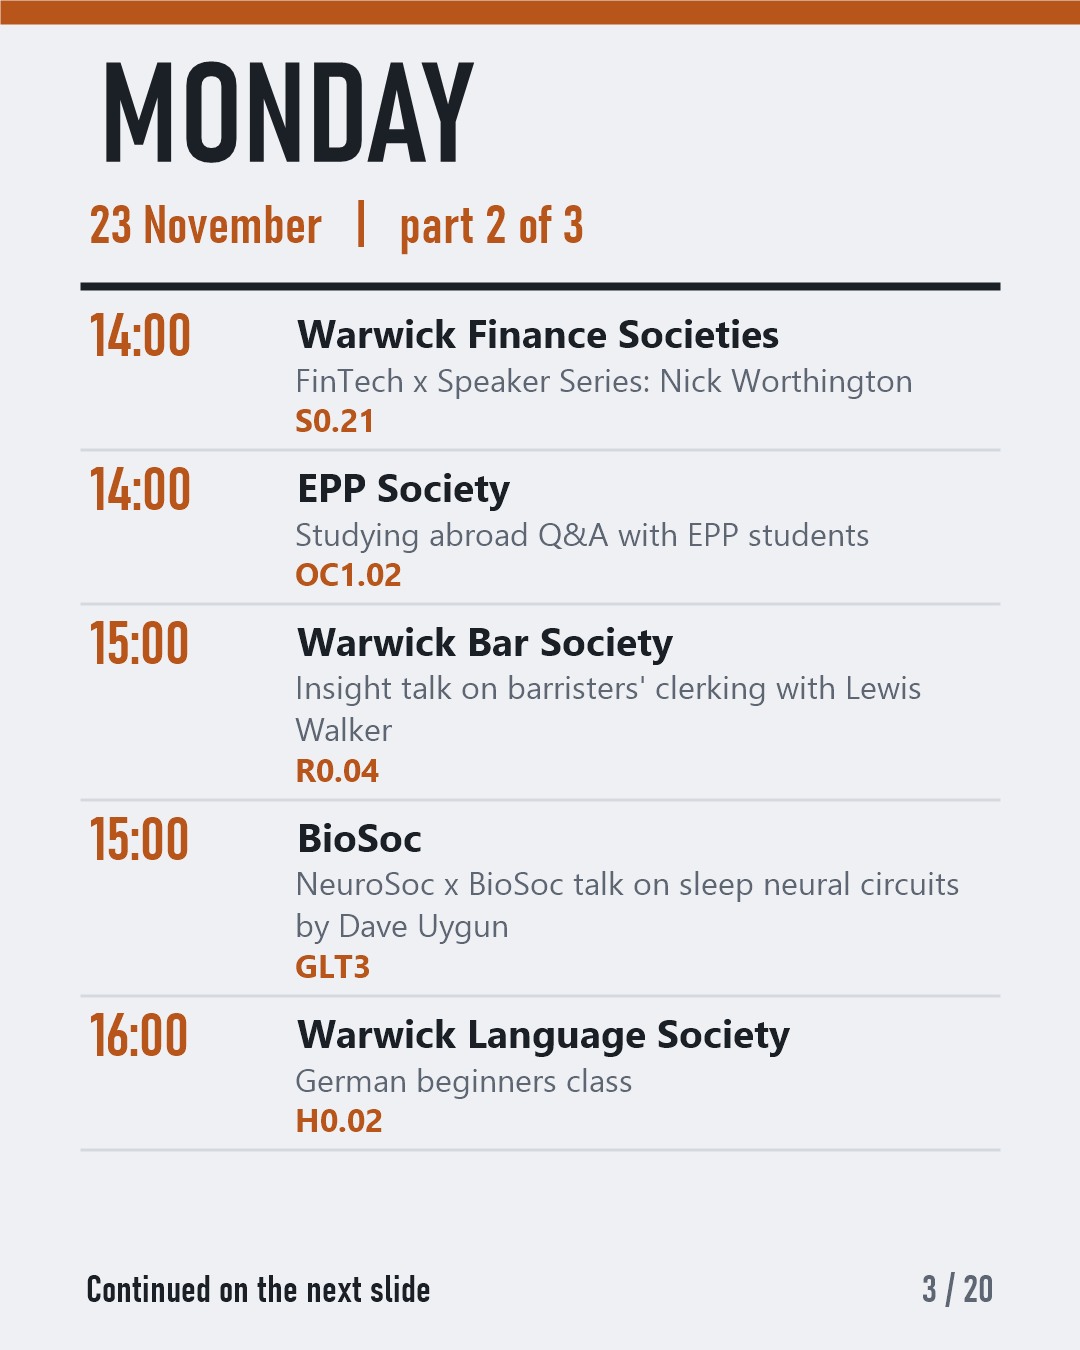 MONDAY
23 November | part 2 of 3
14:00
Warwick Finance Societies
FinTech x Speaker Series: Nick Worthington
S0.21
14:00
EPP Society
Studying abroad Q&A with EPP students
OC1.02
15:00
Warwick Bar Society
Insight talk on barristers' clerking with Lewis
Walker
R0.04
15:00
BioSoc
NeuroSoc x BioSoc talk on sleep neural circuits
by Dave Uygun
GLT3
16:00
Warwick Language Society
German beginners class
H0.02
Continued on the next slide
3 / 20